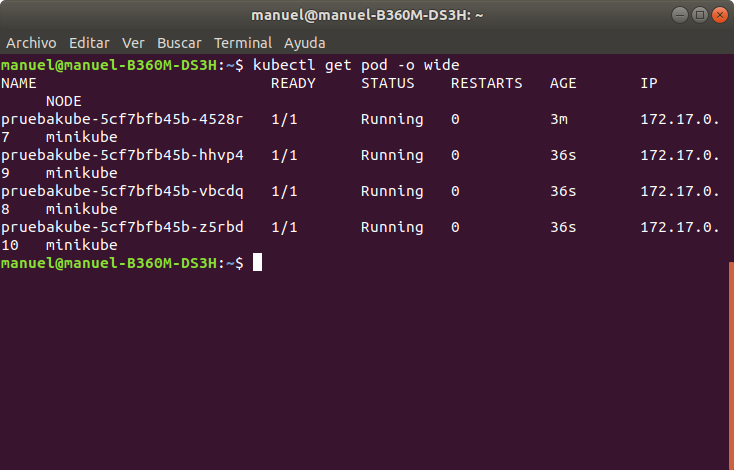 manuel@manuel-B360M-DS3H: ~
Archivo Editar Ver Buscar Terminal Ayuda
manuel@manuel-B360M-DS3H:~$ kubectl get pod -o wide
NAME                          READY     STATUS    RESTARTS   AGE       IP
     NODE
pruebakube-5cf7bfb45b-4528r   1/1       Running   0          3m        172.17.0.
7    minikube
pruebakube-5cf7bfb45b-hhvp4   1/1       Running   0          36s       172.17.0.
9    minikube
pruebakube-5cf7bfb45b-vbcdq   1/1       Running   0          36s       172.17.0.
8    minikube
pruebakube-5cf7bfb45b-z5rbd   1/1       Running   0          36s       172.17.0.
10   minikube
manuel@manuel-B360M-DS3H:~$